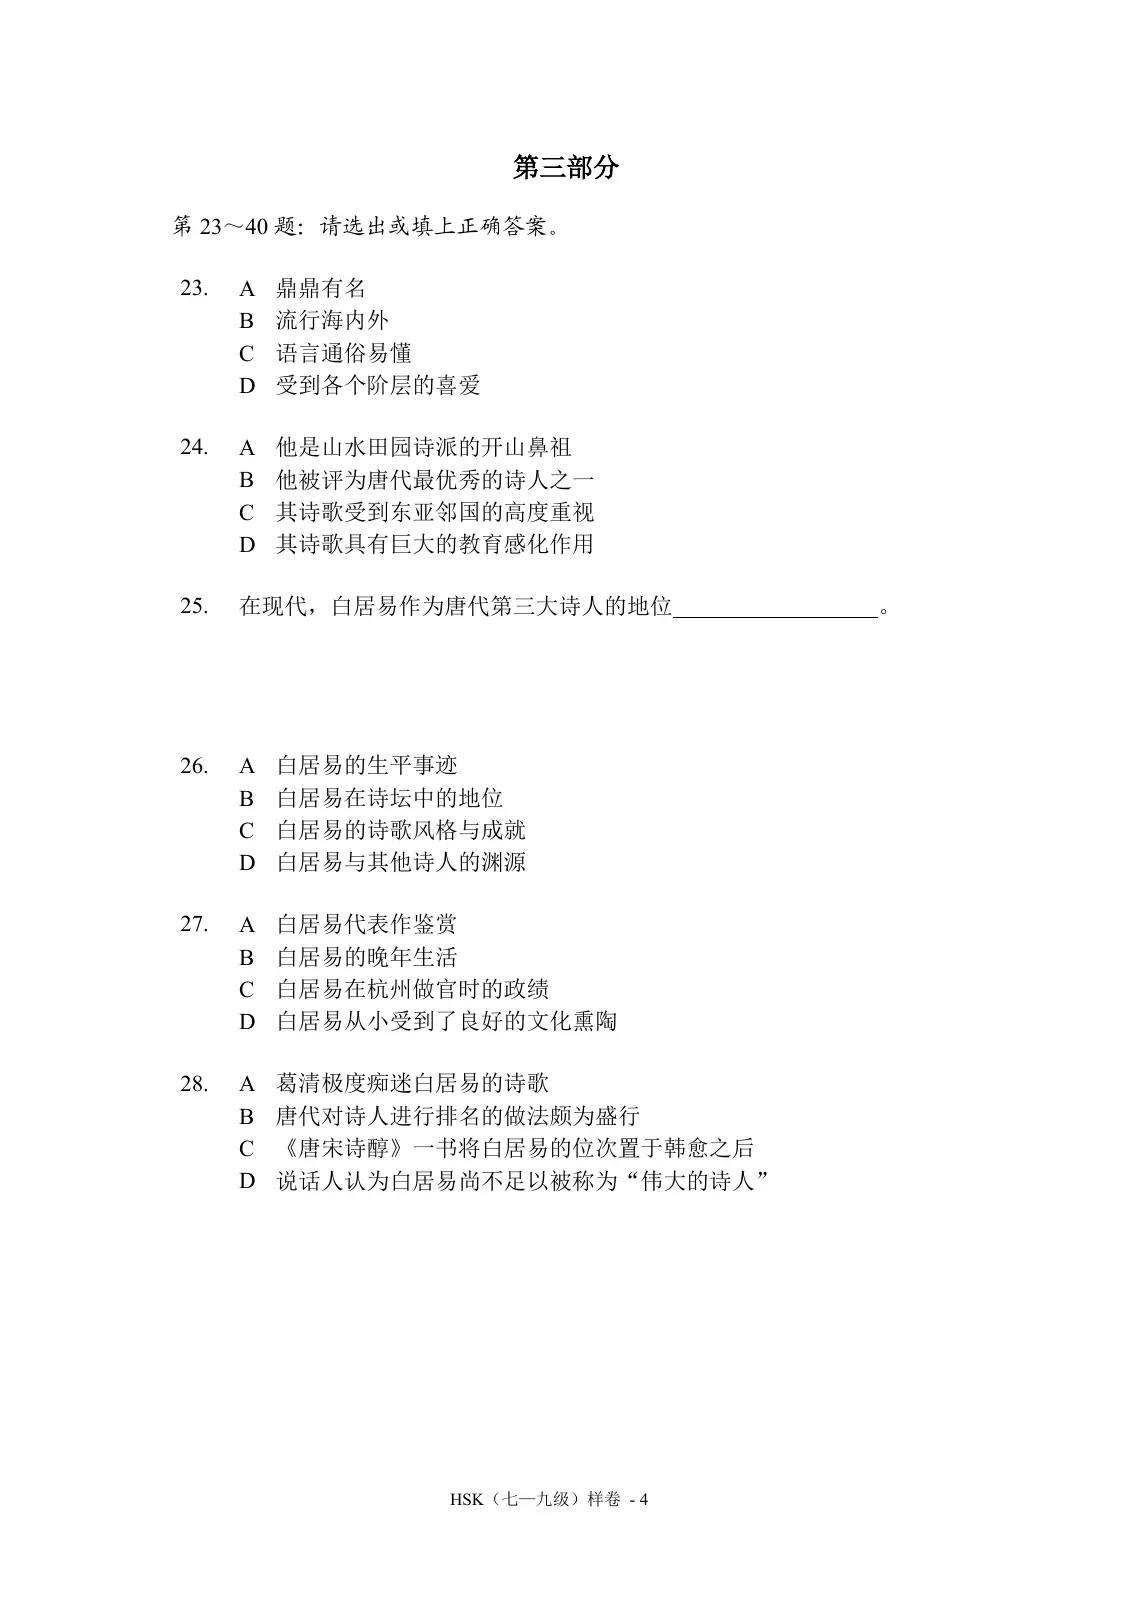 第三部分
第 23～40 题：请选出或填上正确答案。
23. A 鼎鼎有名
B 流行海内外
C 语言通俗易懂
D 受到各个阶层的喜爱
24. A 他是山水田园诗派的开山鼻祖
B 他被评为唐代最优秀的诗人之一
C 其诗歌受到东亚邻国的高度重视
D 其诗歌具有巨大的教育感化作用
25. 在现代，白居易作为唐代第三大诗人的地位__________________。
26. A 白居易的生平事迹
B 白居易在诗坛中的地位
C 白居易的诗歌风格与成就
D 白居易与其他诗人的渊源
27. A 白居易代表作鉴赏
B 白居易的晚年生活
C 白居易在杭州做官时的政绩
D 白居易从小受到了良好的文化熏陶
28. A 葛清极度痴迷白居易的诗歌
B 唐代对诗人进行排名的做法颇为盛行
C 《唐宋诗醇》一书将白居易的位次置于韩愈之后
D 说话人认为白居易尚不足以被称为“伟大的诗人”
HSK（七—九级）样卷 - 4